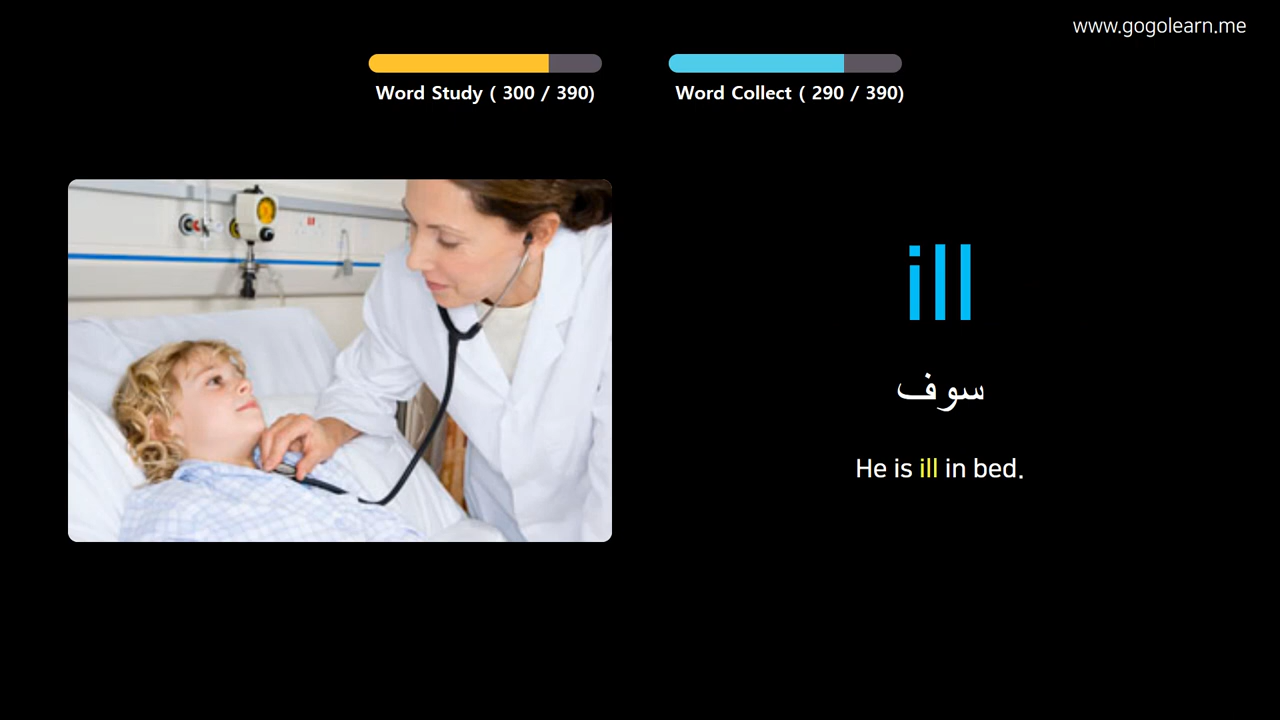 www.gogolearn.me
Word Study ( 300 / 390)
Word Collect ( 290 / 390)
ill
سوف
He is ill in bed.